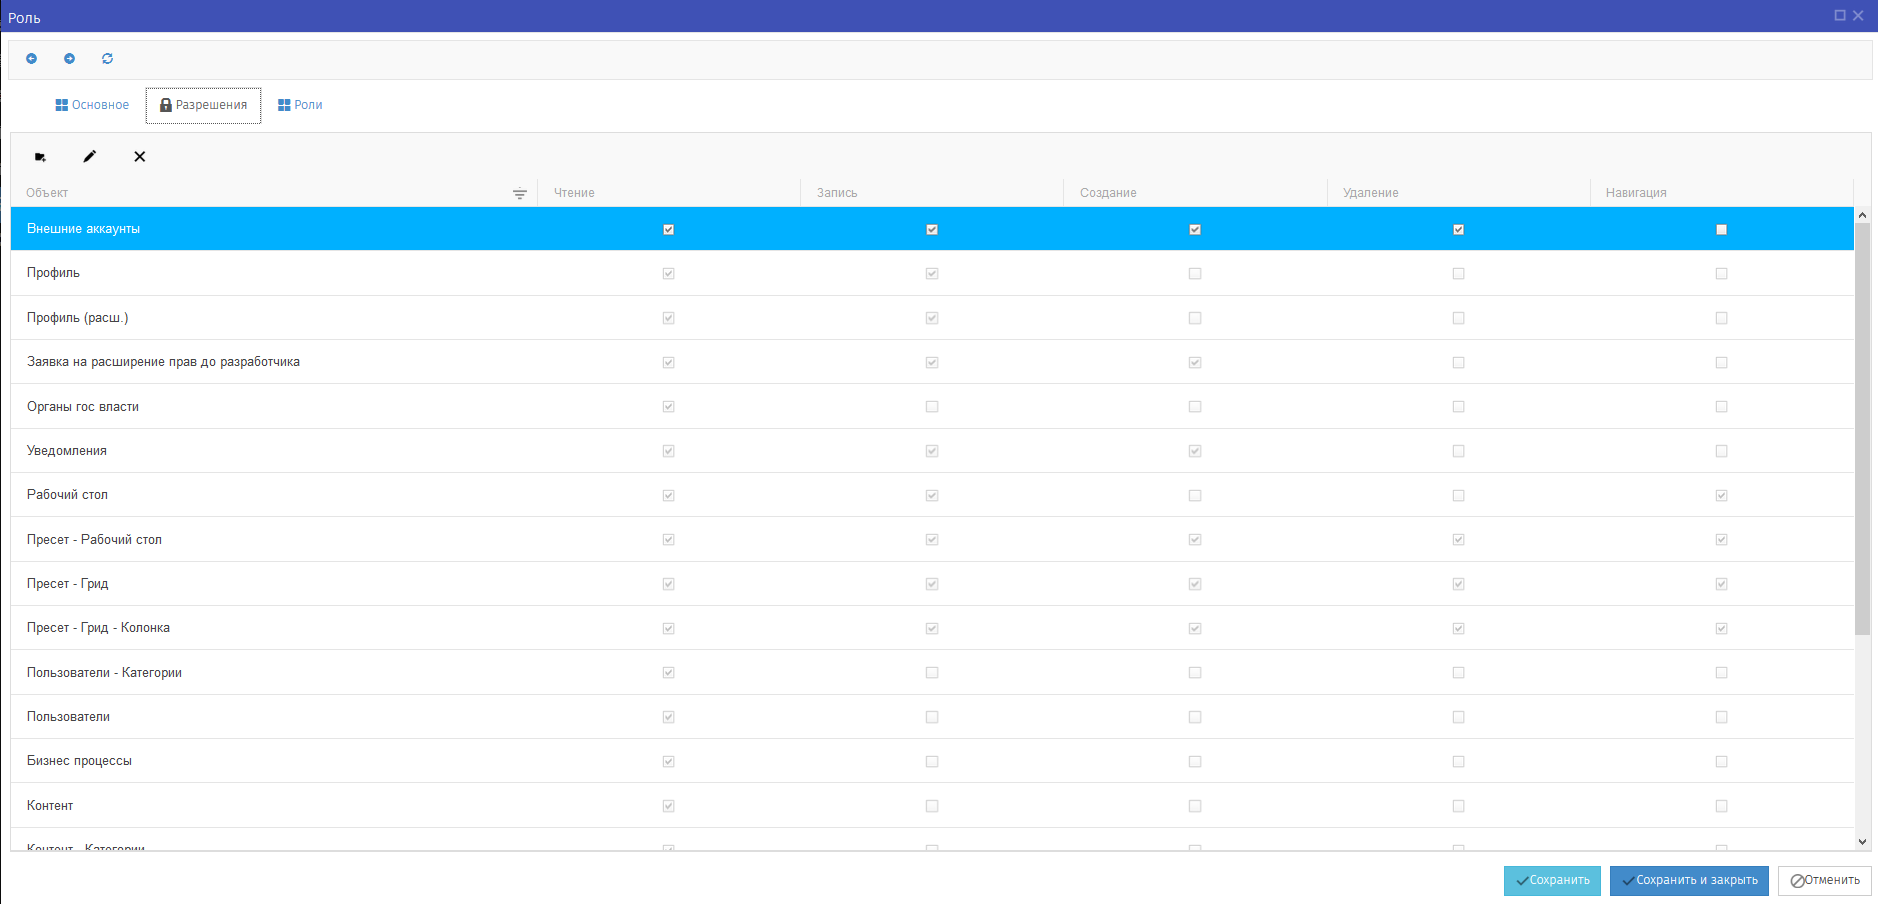 Роль
Основное Разрешения Роли
Объект Чтение Запись Создание Удаление Навигация
Внешние аккаунты
Профиль
Профиль (расш.)
Заявка на расширение прав до разработчика
Органы гос власти
Уведомления
Рабочий стол
Пресет - Рабочий стол
Пресет - Грид
Пресет - Грид - Колонка
Пользователи - Категории
Пользователи
Бизнес процессы
Контент
Контент - Категории
Сохранить Сохранить и закрыть Отменить